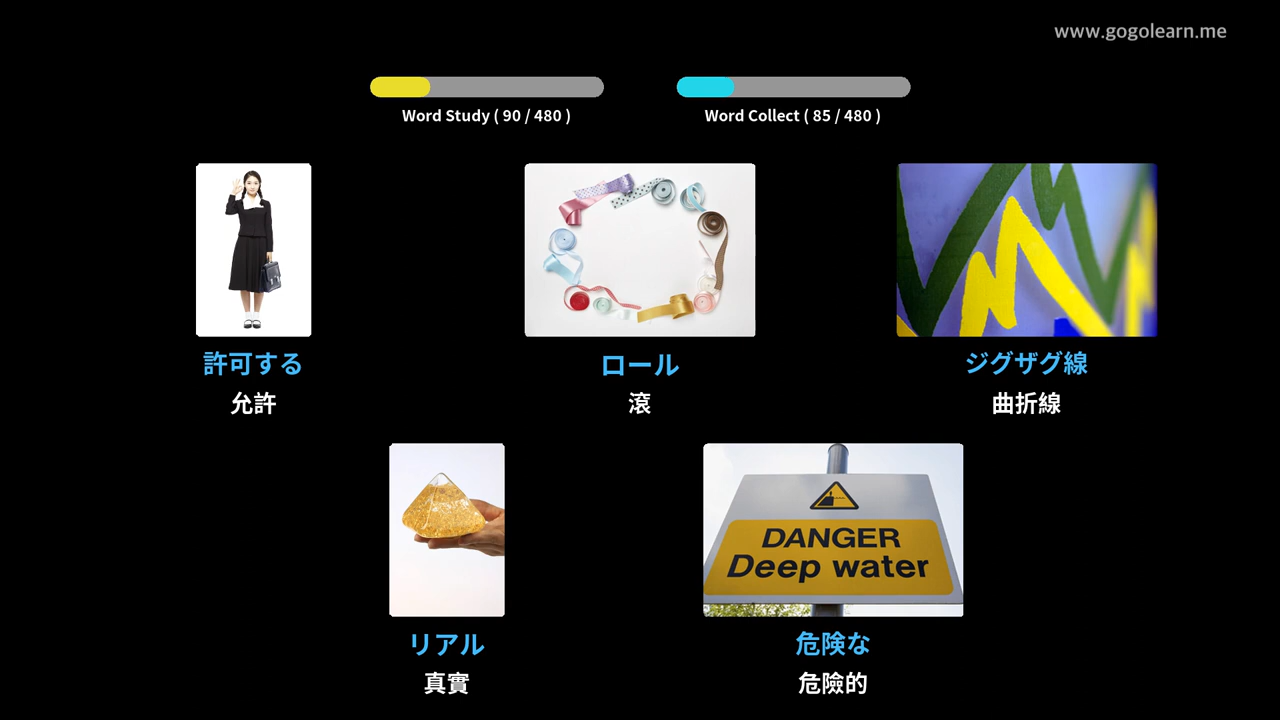 www.gogolearn.me
Word Study ( 90 / 480 )
Word Collect ( 85 / 480 )
許可する
允許
ロール
滾
ジグザグ線
曲折線
DANGER
Deep water
リアル
真實
危険な
危險的